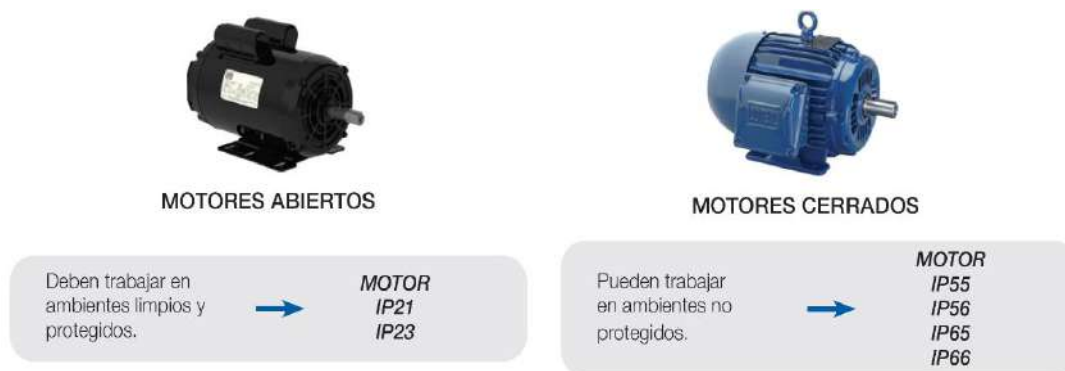 MOTORES ABIERTOS
Deben trabajar en
ambientes limpios y
protegidos.
MOTOR
IP21
IP23
MOTORES CERRADOS
Pueden trabajar
en ambientes no
protegidos.
MOTOR
IP55
IP56
IP65
IP66